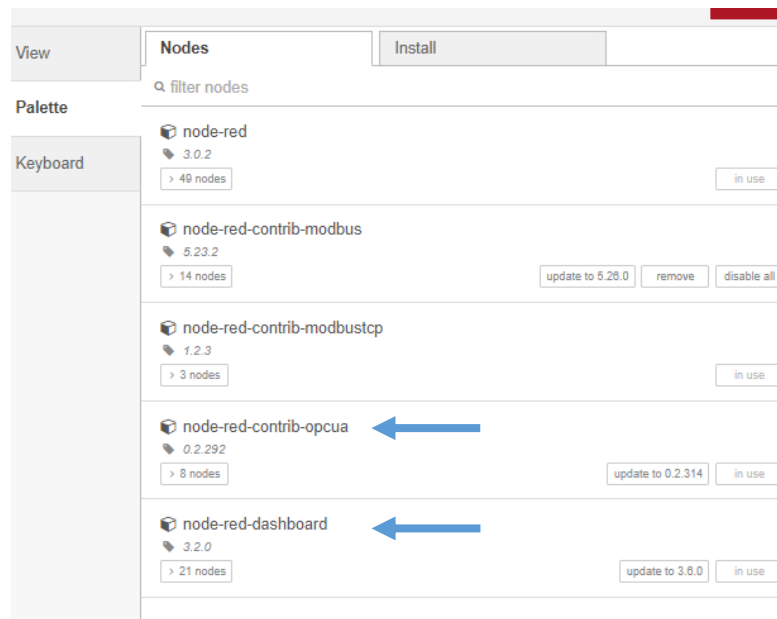 View
Palette
Keyboard
Nodes
Install
filter nodes
node-red
3.0.2
> 49 nodes
in use
node-red-contrib-modbus
5.23.2
> 14 nodes
update to 5.26.0
remove
disable all
node-red-contrib-modbustcp
1.2.3
> 3 nodes
in use
node-red-contrib-opcua
0.2.292
> 8 nodes
update to 0.2.314
in use
node-red-dashboard
3.2.0
> 21 nodes
update to 3.6.0
in use